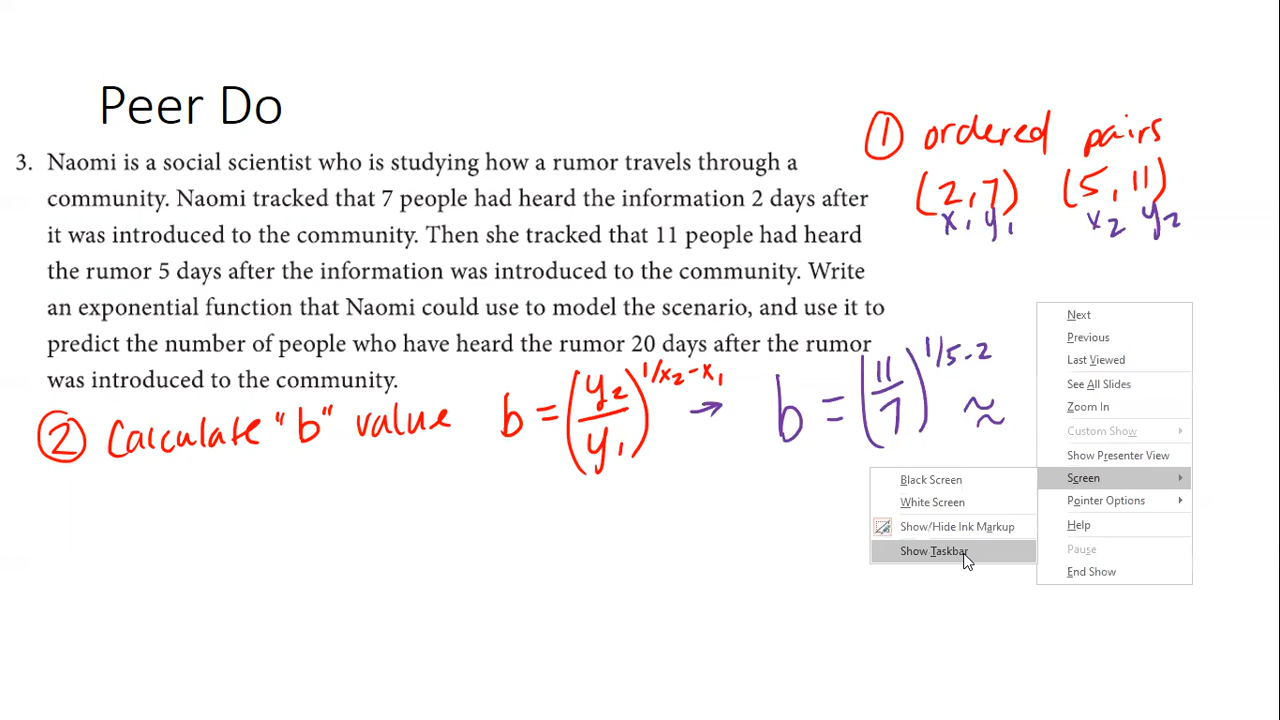 Peer Do
3. Naomi is a social scientist who is studying how a rumor travels through a
community. Naomi tracked that 7 people had heard the information 2 days after
it was introduced to the community. Then she tracked that 11 people had heard
the rumor 5 days after the information was introduced to the community. Write
an exponential function that Naomi could use to model the scenario, and use it to
predict the number of people who have heard the rumor 20 days after the rumor
was introduced to the community.
① ordered pairs
(2,7) (5,11)
x₁ y₁ x₂ y₂
② Calculate "b" value b = (y₂/y₁)^1/x₂-x₁ → b = (11/7)^1/5-2 ≈
Next
Previous
Last Viewed
See All Slides
Zoom In
Custom Show
Show Presenter View
Screen
Pointer Options
Help
Pause
End Show
Black Screen
White Screen
Show/Hide Ink Markup
Show Taskbar